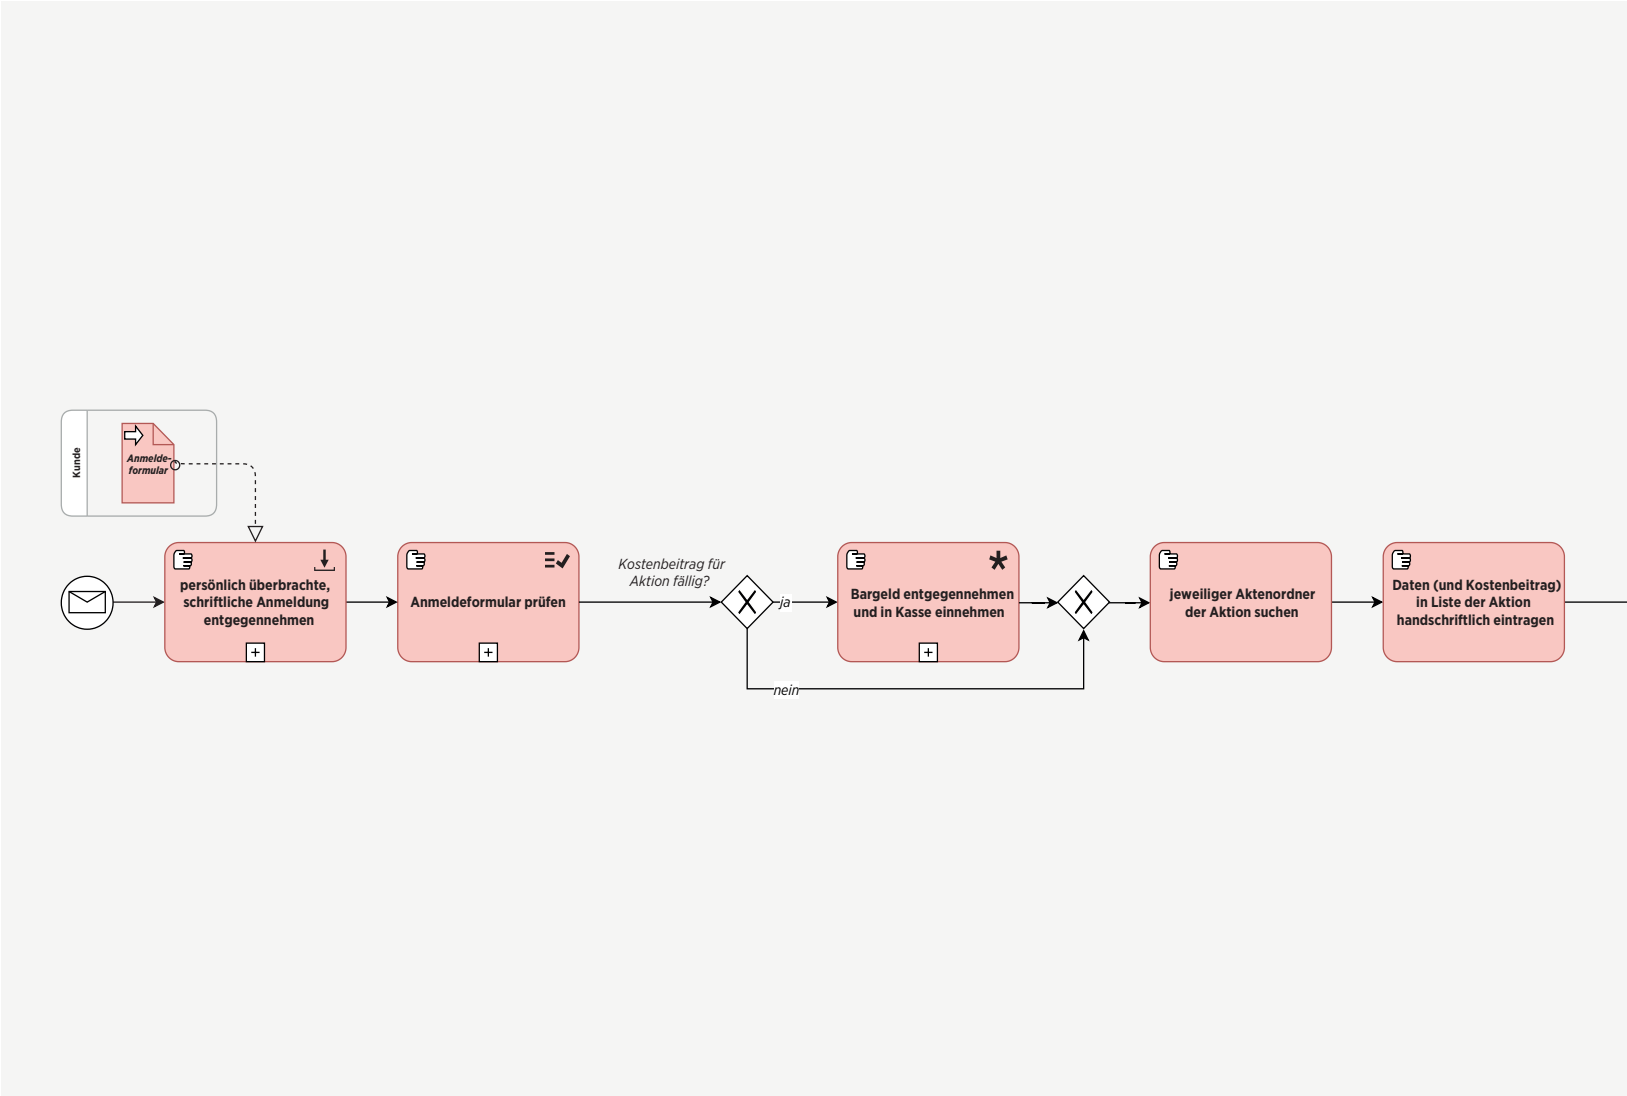 Kunde
Anmelde-
formular
persönlich überbrachte,
schriftliche Anmeldung
entgegennehmen
Anmeldeformular prüfen
Kostenbeitrag für
Aktion fällig?
ja
nein
Bargeld entgegennehmen
und in Kasse einnehmen
jeweiliger Aktenordner
der Aktion suchen
Daten (und Kostenbeitrag)
in Liste der Aktion
handschriftlich eintragen